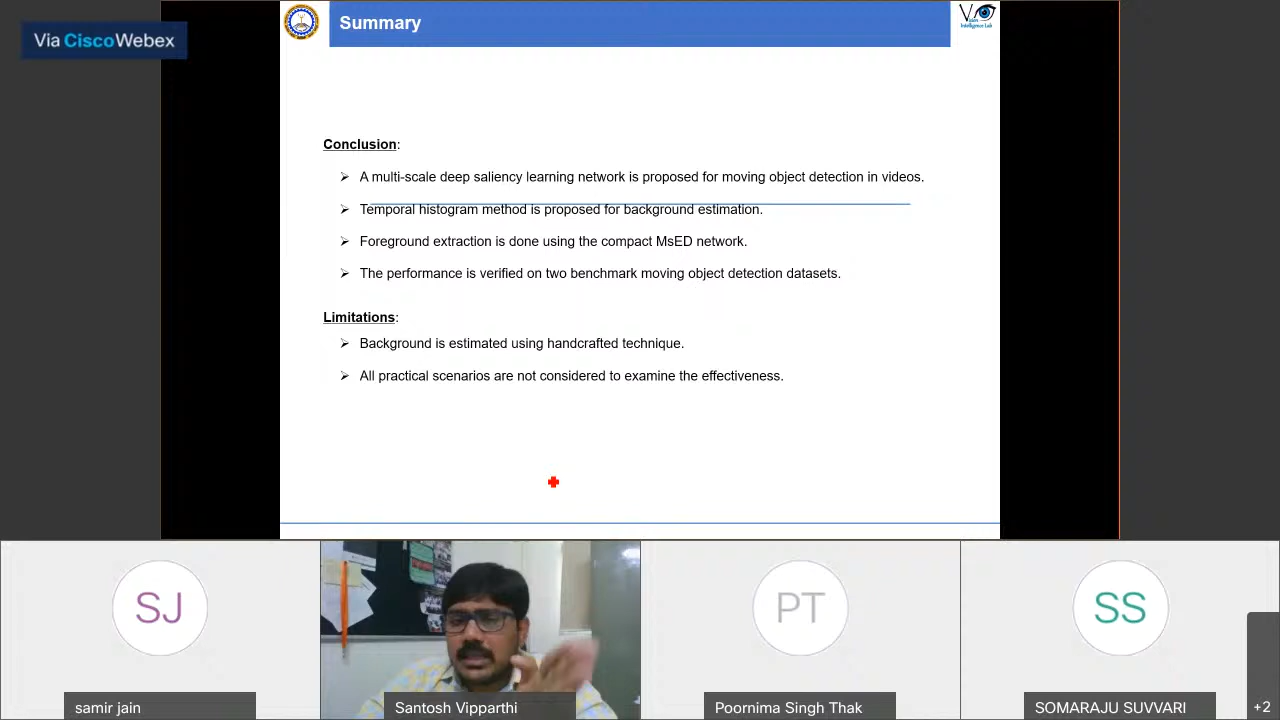 Via CiscoWebex
Summary
Vision
Intelligence Lab
Conclusion:
A multi-scale deep saliency learning network is proposed for moving object detection in videos.
Temporal histogram method is proposed for background estimation.
Foreground extraction is done using the compact MsED network.
The performance is verified on two benchmark moving object detection datasets.
Limitations:
Background is estimated using handcrafted technique.
All practical scenarios are not considered to examine the effectiveness.
SJ
PT
SS
samir jain
Santosh Vipparthi
Poornima Singh Thak
SOMARAJU SUVVARI
+2